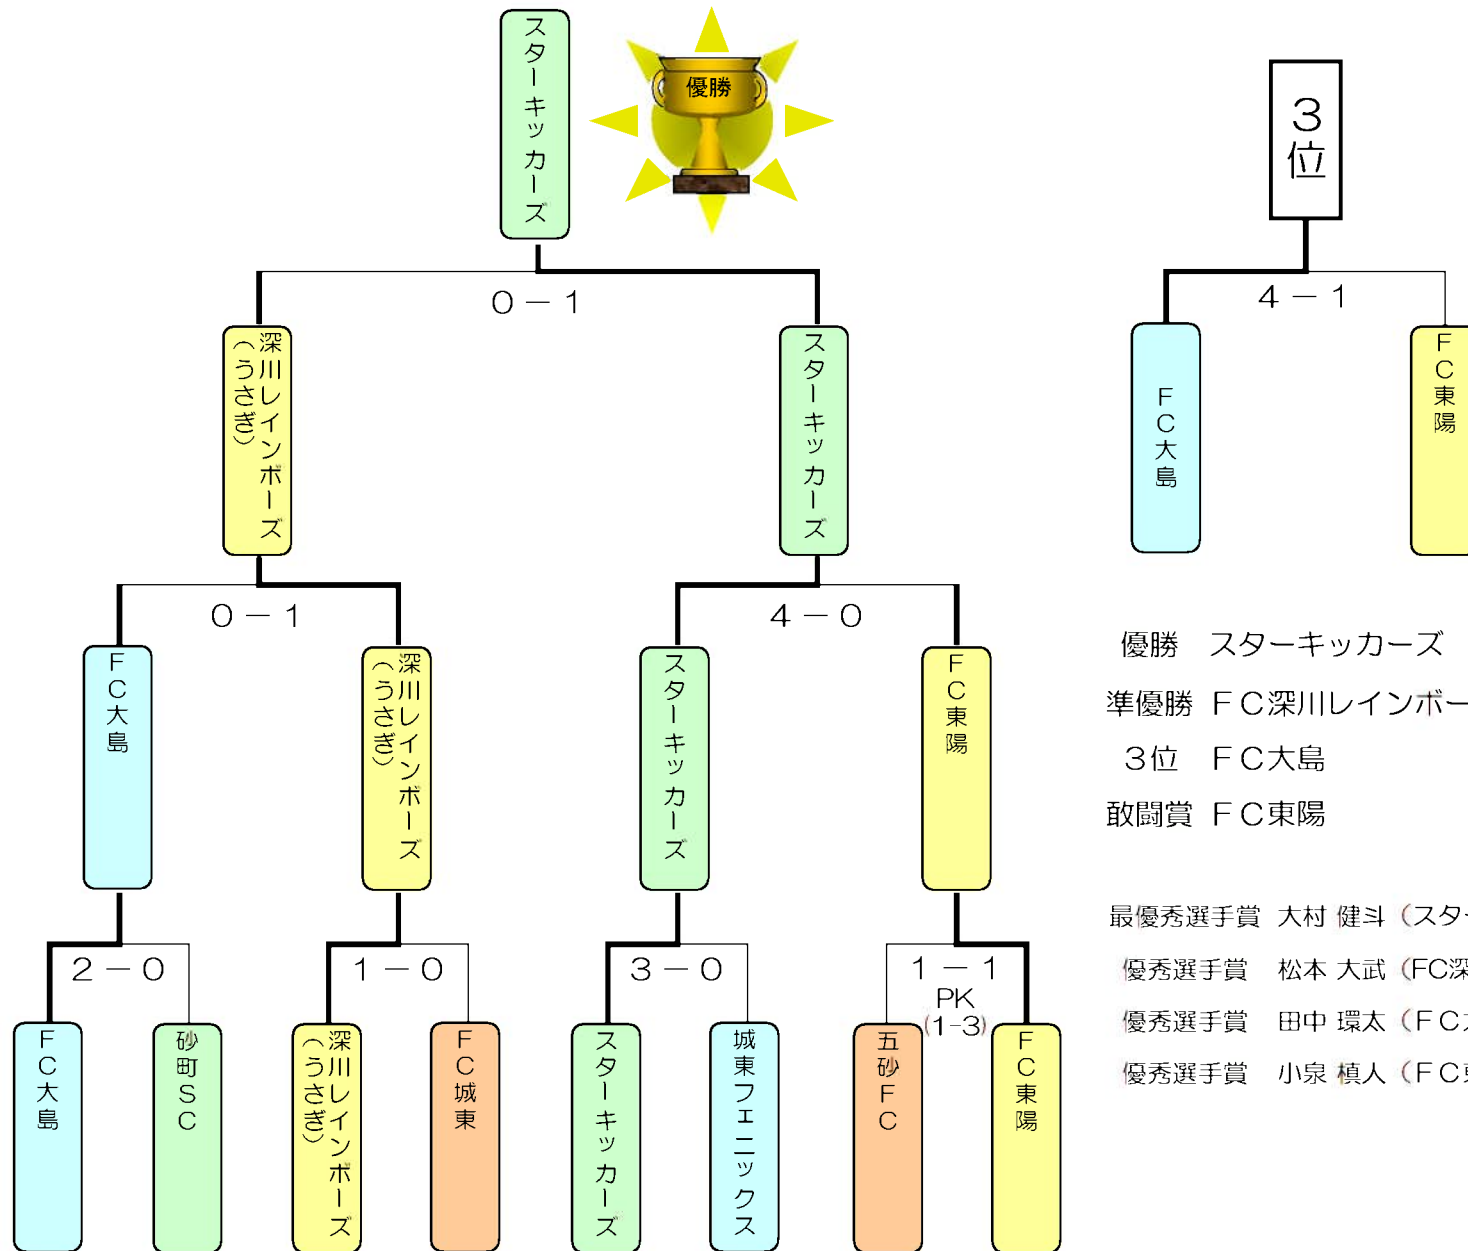 スターキッカーズ
優勝
3位
0－1
4－1
深川レインボーズ
（うさぎ）
スターキッカーズ
FC大島
FC東陽
0－1
4－0
FC大島
深川レインボーズ
（うさぎ）
スターキッカーズ
FC東陽
優勝 スターキッカーズ
準優勝 FC深川レインボー
3位 FC大島
敢闘賞 FC東陽
最優秀選手賞 大村 健斗（スター
優秀選手賞 松本 大武（FC深
優秀選手賞 田中 環太（FC
優秀選手賞 小泉 槙人（FC
2－0
1－0
3－0
1－1
PK
(1-3)
FC大島
砂町SC
深川レインボーズ
（うさぎ）
FC城東
スターキッカーズ
城東フェニックス
五砂FC
FC東陽